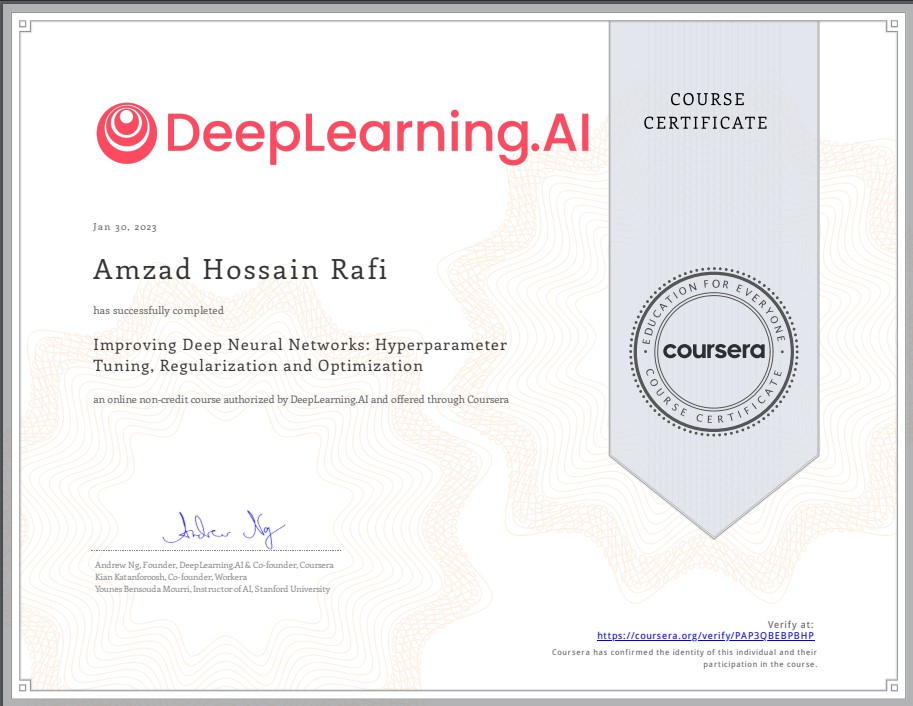 DeepLearning.AI
COURSE
CERTIFICATE
Jan 30, 2023
Amzad Hossain Rafi
has successfully completed
Improving Deep Neural Networks: Hyperparameter
Tuning, Regularization and Optimization
an online non-credit course authorized by DeepLearning.AI and offered through Coursera
EDUCATION FOR EVERYONE
coursera
COURSE CERTIFICATE
Andrew Ng
Andrew Ng, Founder, DeepLearning.AI & Co-founder, Coursera
Kian Katanforoosh, Co-founder, Workera
Younes Bensouda Mourri, Instructor of AI, Stanford University
Verify at:
https://coursera.org/verify/PAP3QBEBPBHP
Coursera has confirmed the identity of this individual and their
participation in the course.